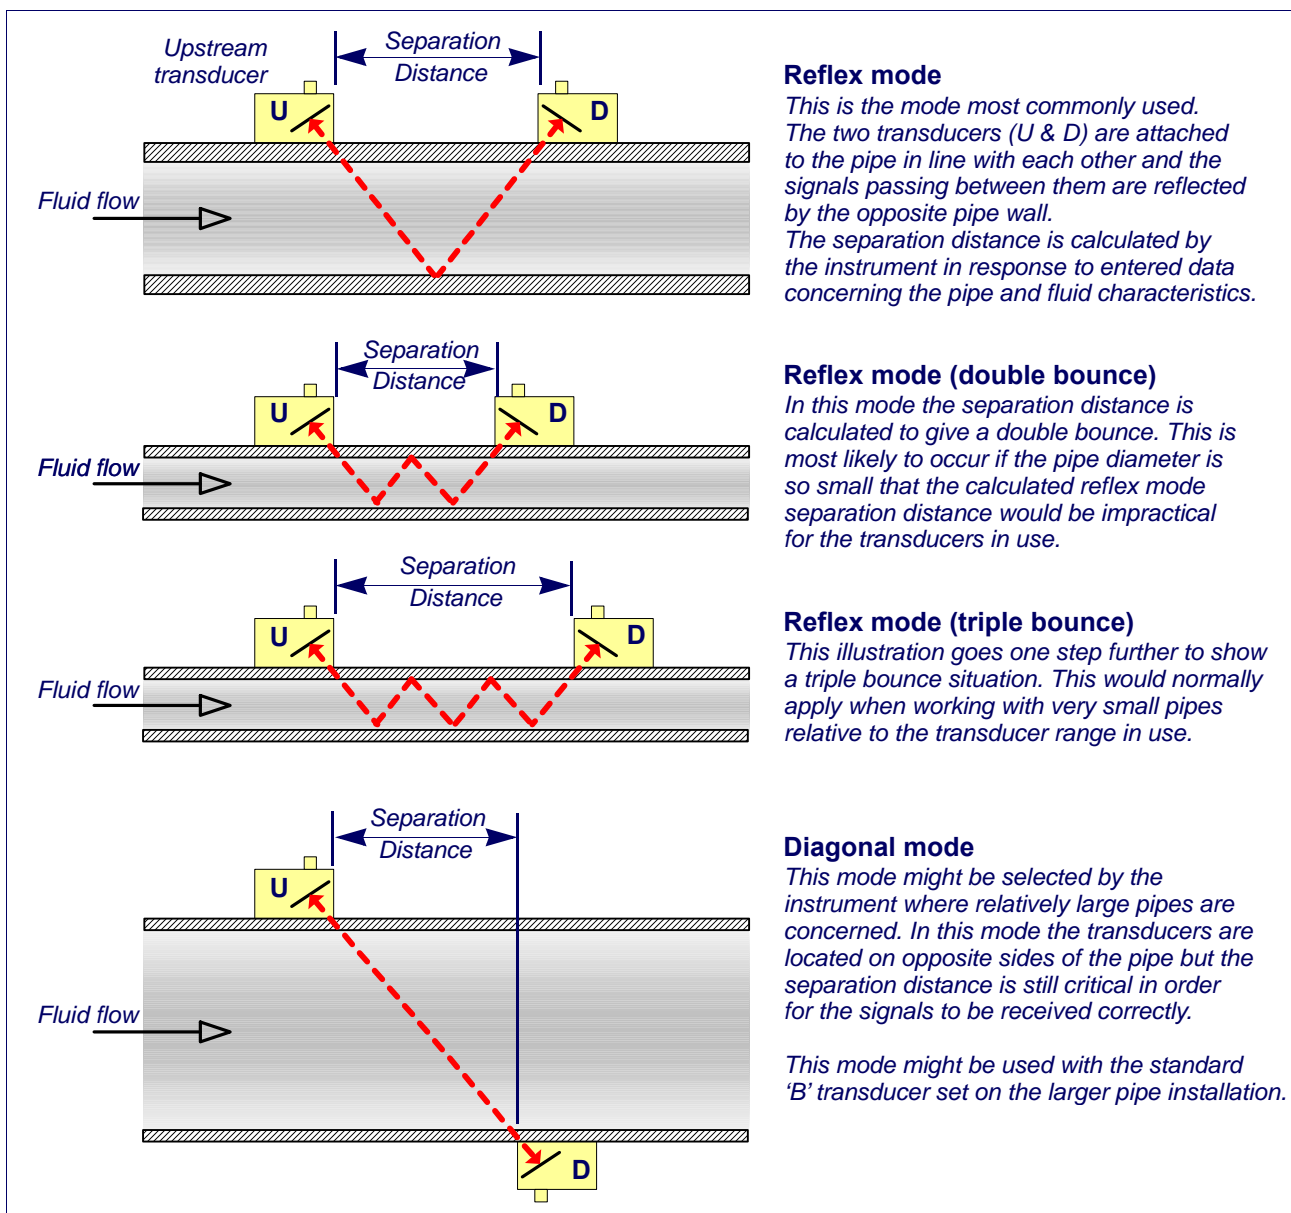 Upstream
transducer
Separation
Distance
U
D
Fluid flow
Reflex mode
This is the mode most commonly used.
The two transducers (U & D) are attached
to the pipe in line with each other and the
signals passing between them are reflected
by the opposite pipe wall.
The separation distance is calculated by
the instrument in response to entered data
concerning the pipe and fluid characteristics.
Separation
Distance
U
D
Fluid flow
Reflex mode (double bounce)
In this mode the separation distance is
calculated to give a double bounce. This is
most likely to occur if the pipe diameter is
so small that the calculated reflex mode
separation distance would be impractical
for the transducers in use.
Separation
Distance
U
D
Fluid flow
Reflex mode (triple bounce)
This illustration goes one step further to show
a triple bounce situation. This would normally
apply when working with very small pipes
relative to the transducer range in use.
Separation
Distance
U
Fluid flow
D
Diagonal mode
This mode might be selected by the
instrument where relatively large pipes are
concerned. In this mode the transducers are
located on opposite sides of the pipe but the
separation distance is still critical in order
for the signals to be received correctly.
This mode might be used with the standard
‘B’ transducer set on the larger pipe installation.